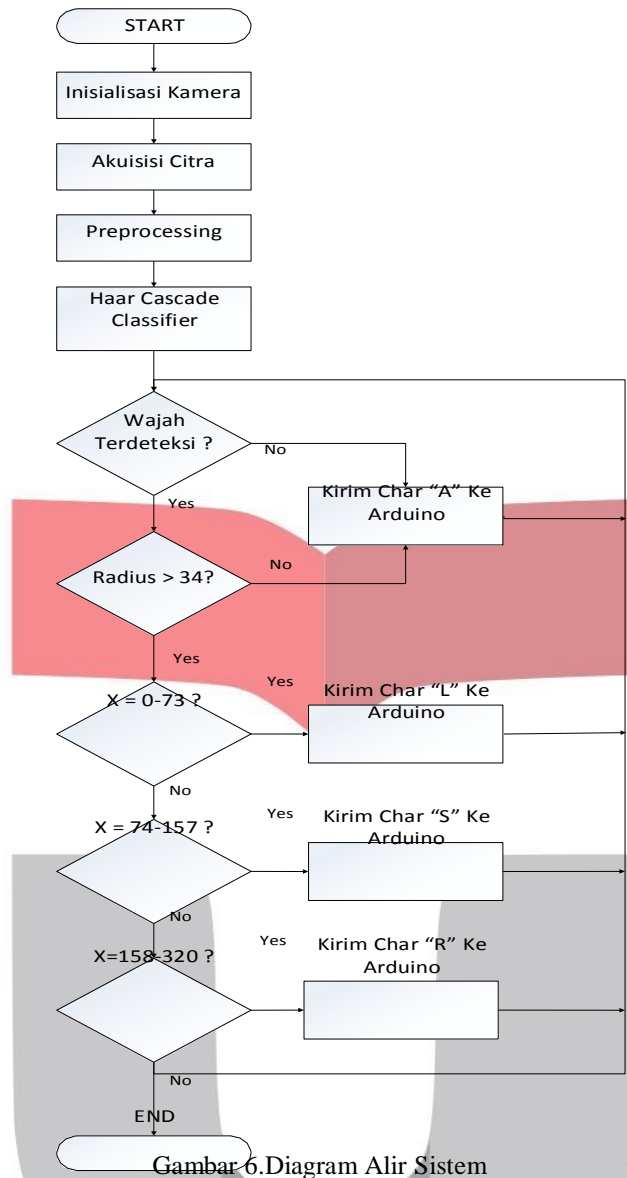 START
Inisialisasi Kamera
Akuisisi Citra
Preprocessing
Haar Cascade
Classifier
Wajah
Terdeteksi ?
No
Kirim Char “A” Ke
Arduino
Yes
Radius > 34?
No
Yes
X = 0-73 ?
Yes
Kirim Char “L” Ke
Arduino
No
X = 74-157 ?
Yes
Kirim Char “S” Ke
Arduino
No
X=158-320 ?
Yes
Kirim Char “R” Ke
Arduino
No
END
Gambar 6.Diagram Alir Sistem